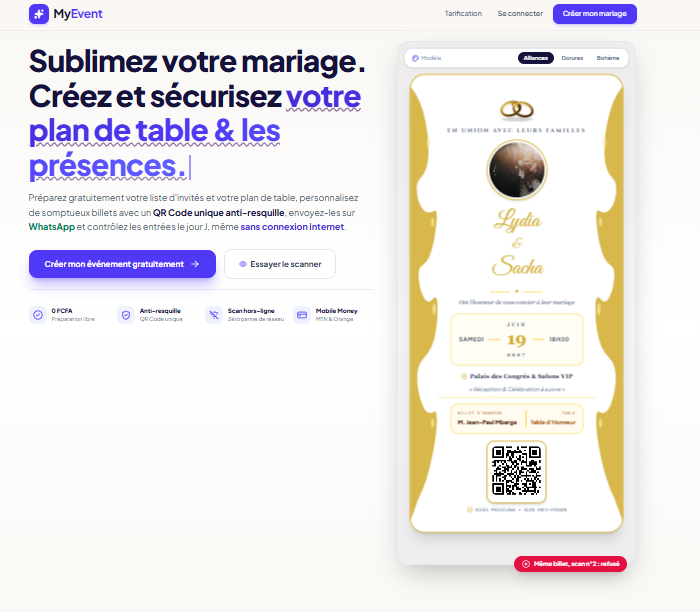 MyEvent
Tarification
Se connecter
Créer mon mariage
Sublimez votre mariage.
Créez et sécurisez votre
plan de table & les
présences.
Préparez gratuitement votre liste d'invités et votre plan de table, personnalisez
de somptueux billets avec un QR Code unique anti-resquille, envoyez-les sur
WhatsApp et contrôlez les entrées le jour J, même sans connexion internet.
Créer mon événement gratuitement
Essayer le scanner
0 FCFA
Préparation libre
Anti-resquille
QR Code unique
Scan hors-ligne
Zéro panne de réseau
Mobile Money
MTN & Orange
Modèle
Alliances
Dorures
Bohème
EN UNION AVEC LEURS FAMILLES
Lydia
&
Sacha
Ont l'honneur de vous convier à leur mariage
JUIN
SAMEDI
19
18H30
2027
Palais des Congrès & Salons VIP
« Réception & Célébration à suivre »
BILLET D'HONNEUR
TABLE
M. Jean-Paul Mbarga
Table d'Honneur
Même billet, scan n°2 : refusé